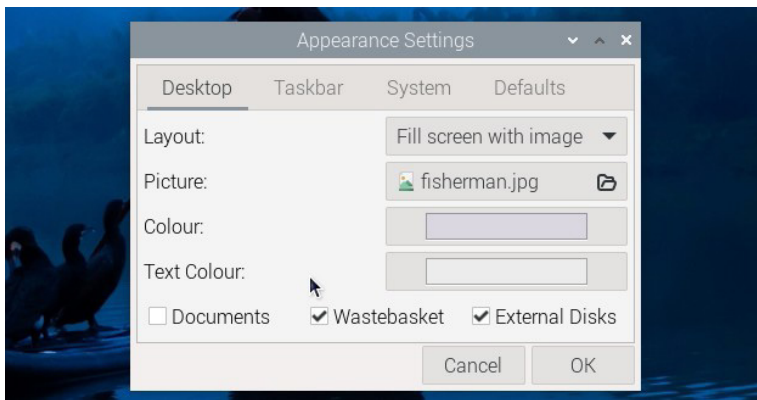 Appearance Settings
Desktop Taskbar System Defaults
Layout: Fill screen with image
Picture: fisherman.jpg
Colour:
Text Colour:
Documents Wastebasket External Disks
Cancel OK